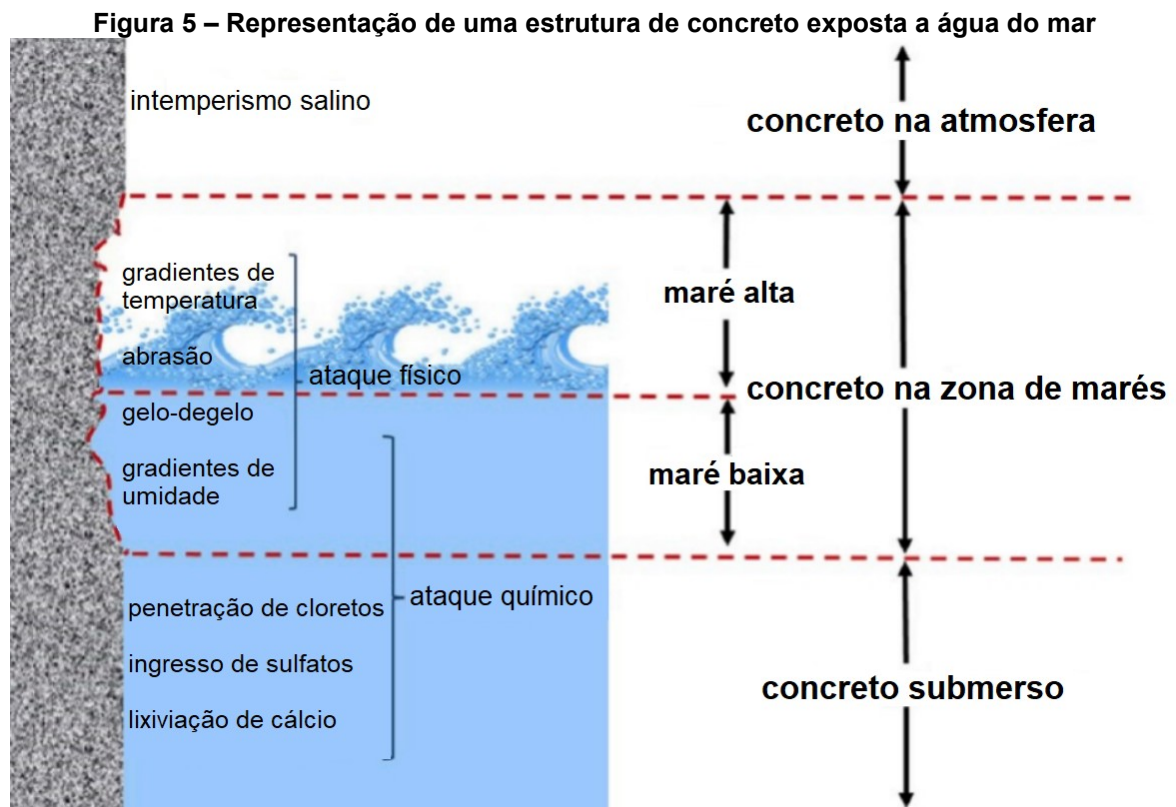 Figura 5 – Representação de uma estrutura de concreto exposta a água do mar
intemperismo salino
concreto na atmosfera
gradientes de
temperatura
maré alta
abrasão
ataque físico
concreto na zona de marés
gelo-degelo
gradientes de
umidade
maré baixa
penetração de cloretos
ataque químico
ingresso de sulfatos
concreto submerso
lixiviação de cálcio